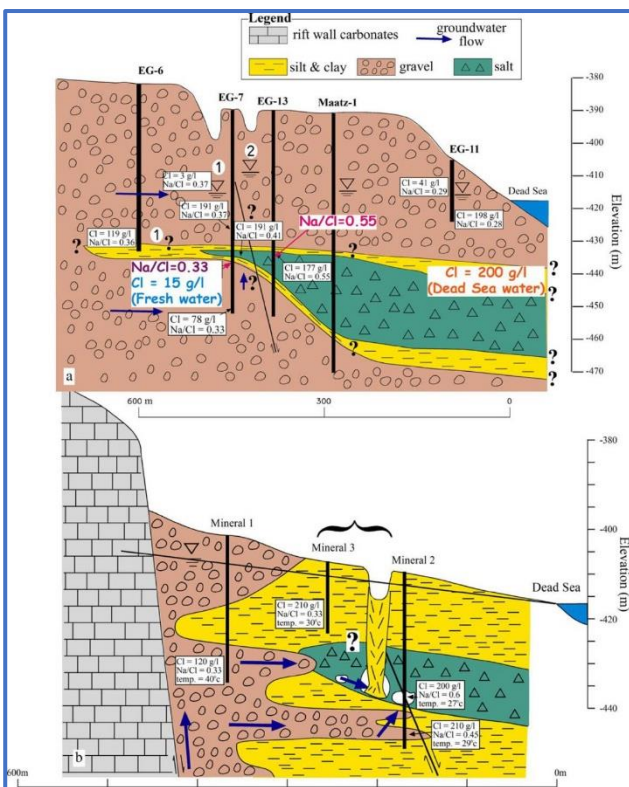 Legend
rift wall carbonates
groundwater
flow
silt & clay
gravel
salt
EG-6
EG-7
EG-13
Maatz-1
EG-11
Dead Sea
-380
-390
-400
-410
-420
-430
-440
-450
-460
-470
Elevation (m)
1
2
Cl = 3 g/l
Na/Cl = 0.37
Cl = 191 g/l
Na/Cl = 0.37
Cl = 41 g/l
Na/Cl = 0.29
Cl = 198 g/l
Na/Cl = 0.28
Cl = 119 g/l
Na/Cl = 0.36
1
?
?
?
Cl = 191 g/l
Na/Cl = 0.41
Na/Cl=0.55
?
?
Na/Cl=0.33
Cl = 15 g/l
(Fresh water)
Cl = 177 g/l
Na/Cl = 0.55
Cl = 200 g/l
(Dead Sea water)
?
?
?
Cl = 78 g/l
Na/Cl = 0.33
?
?
a
600 m
300
0
-380
-400
-420
-440
Elevation (m)
Mineral 1
Mineral 3
Mineral 2
Dead Sea
Cl = 210 g/l
Na/Cl = 0.33
temp. = 30°c
?
Cl = 120 g/l
Na/Cl = 0.33
temp. = 40°c
Cl = 200 g/l
Na/Cl = 0.6
temp = 27°c
Cl = 210 g/l
Na/Cl = 0.45
temp. = 29°c
b
600m
0m